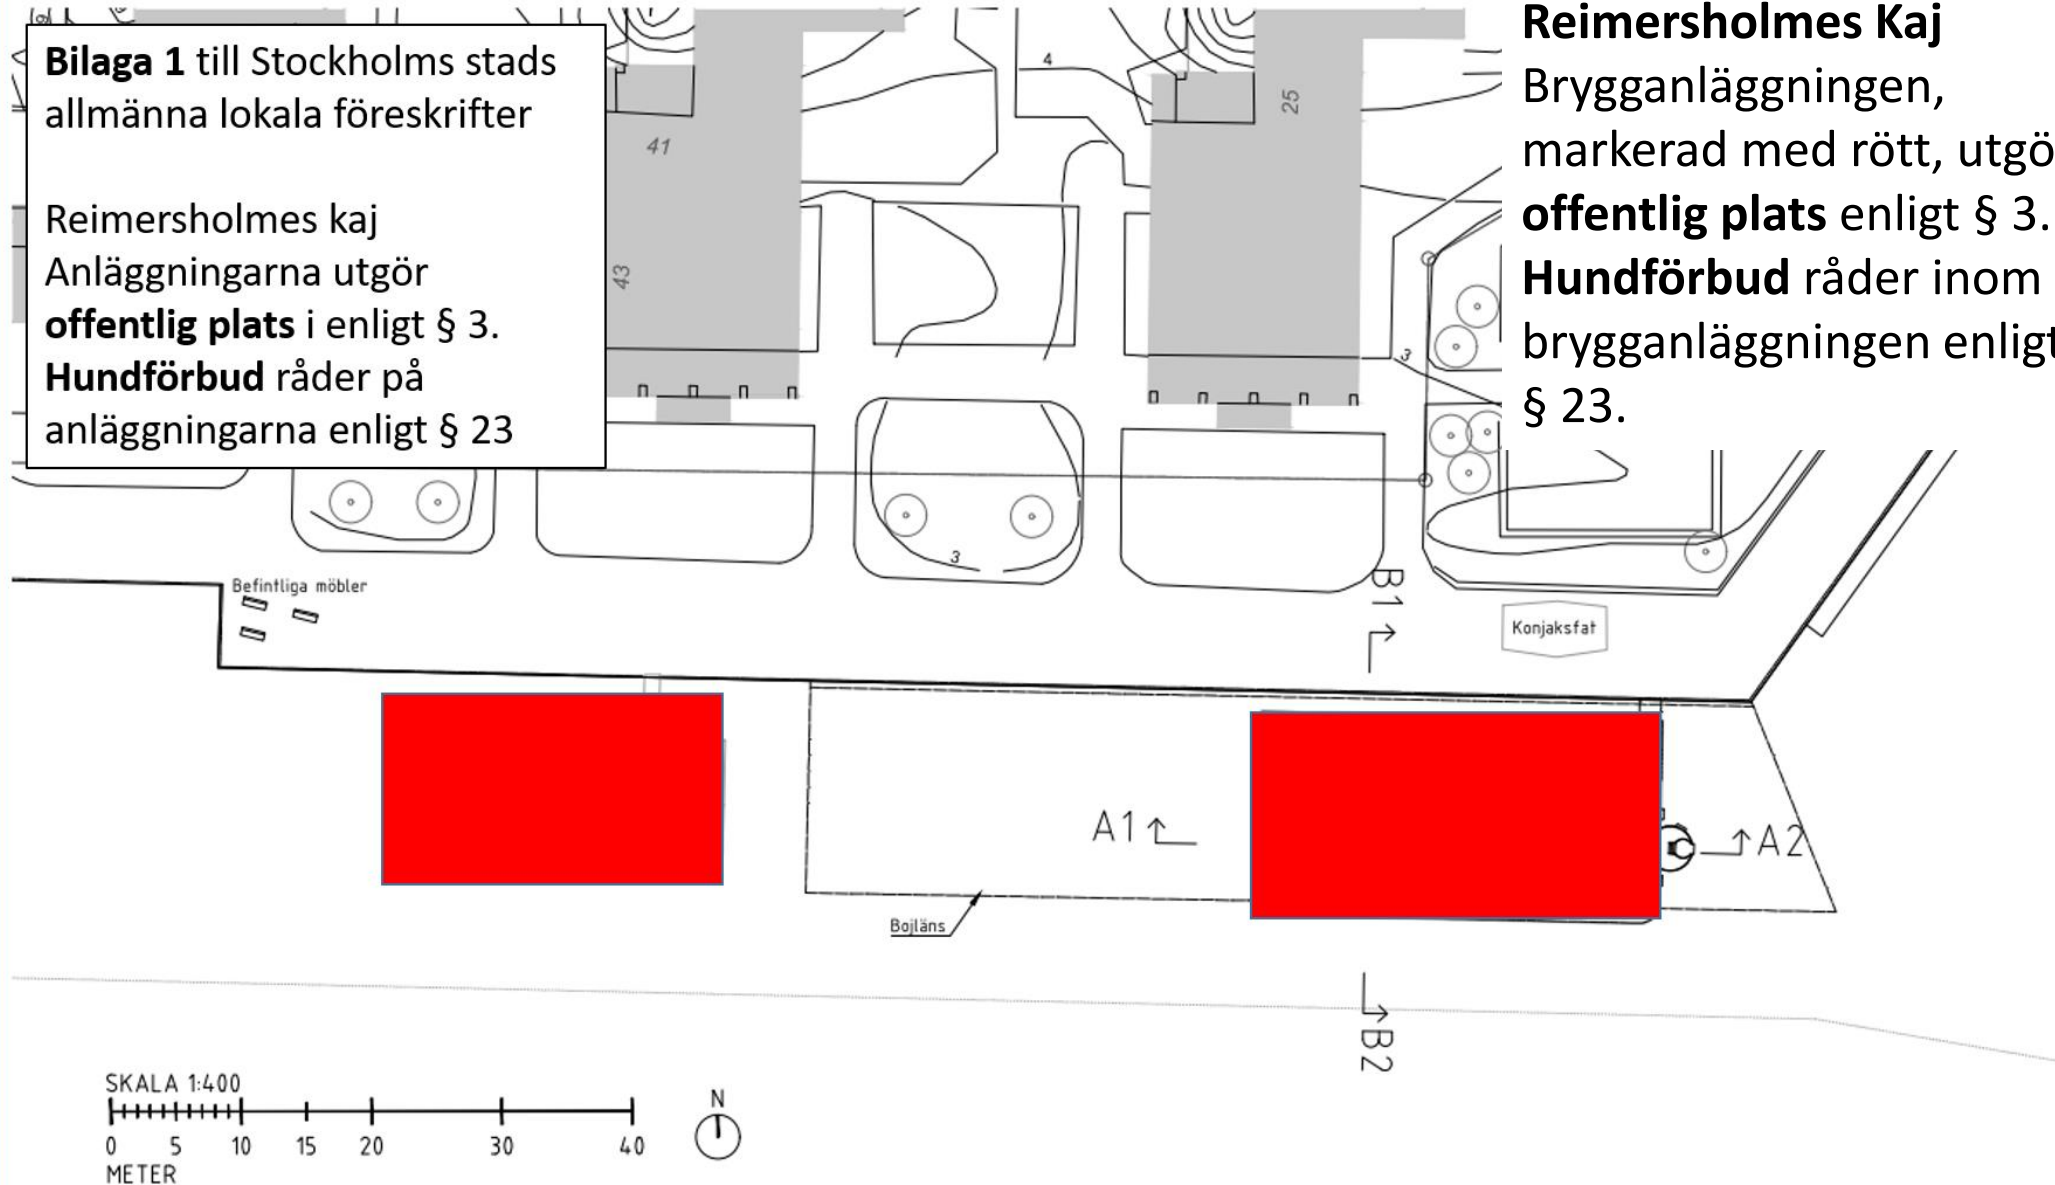 Bilaga 1 till Stockholms stads
allmänna lokala föreskrifter
Reimersholmes kaj
Anläggningarna utgör
offentlig plats i enligt § 3.
Hundförbud råder på
anläggningarna enligt § 23
Reimersholmes Kaj
Brygganläggningen,
markerad med rött, utgö
offentlig plats enligt § 3.
Hundförbud råder inom
brygganläggningen enligt
§ 23.
4
25
41
43
3
3
Befintliga möbler
B1
Konjaksfat
A1
A2
Bojläns
B2
SKALA 1:400
0 5 10 15 20 30 40
METER
N